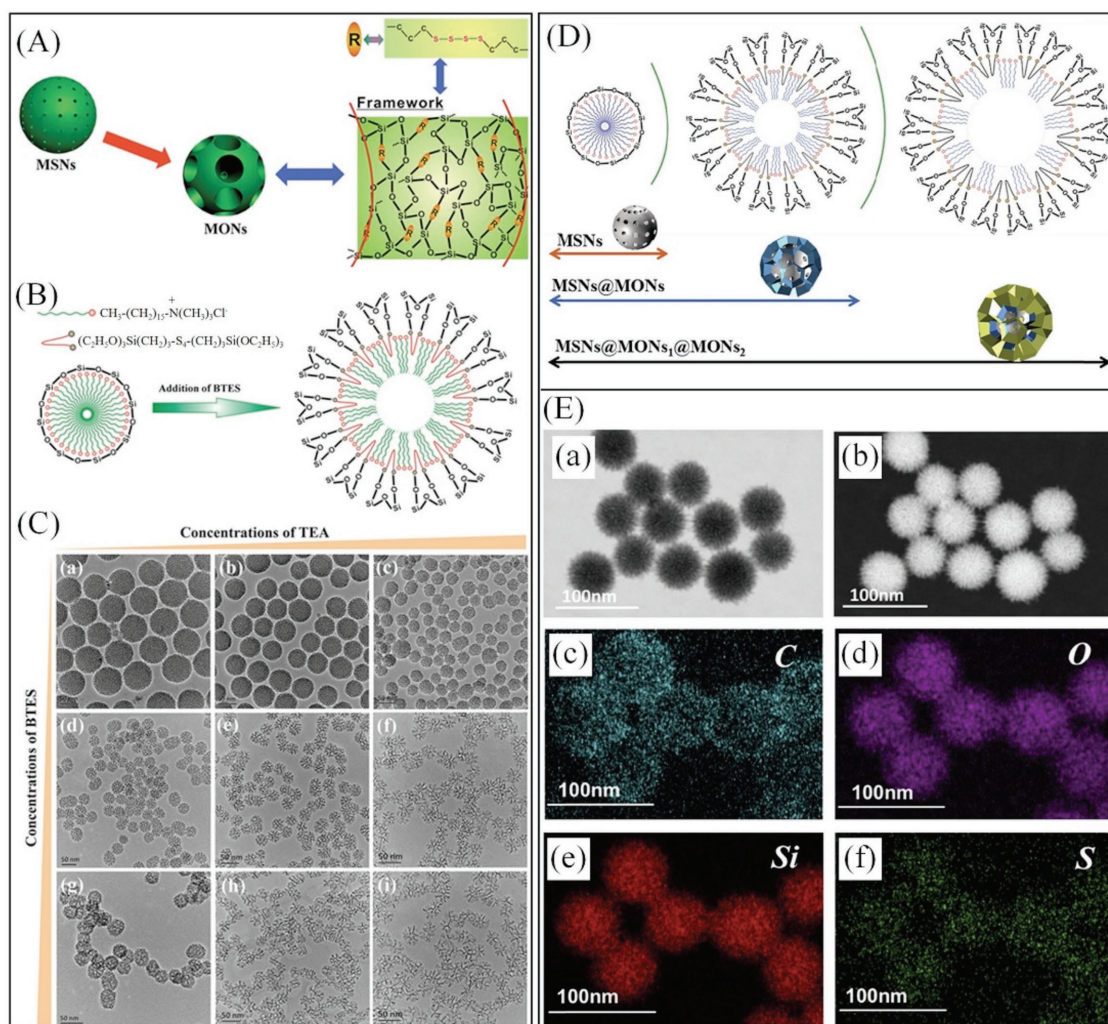 (A)
R
C C C S S S S C C C
Framework
MSNs
MONs
(B)
+
CH₃-(CH₂)₁₅-N(CH₃)₃Cl⁻
(C₂H₅O)₃Si(CH₂)₃-S₄-(CH₂)₃Si(OC₂H₅)₃
Addition of BTES
(C)
Concentrations of TEA
Concentrations of BTES
(a)
(b)
(c)
(d)
50 nm
(e)
50 nm
(f)
50 nm
(g)
50 nm
(h)
50 nm
(i)
50 nm
(D)
MSNs
MSNs@MONs
MSNs@MONs₁@MONs₂
(E)
(a)
100nm
(b)
100nm
(c)
C
100nm
(d)
O
100nm
(e)
Si
100nm
(f)
S
100nm